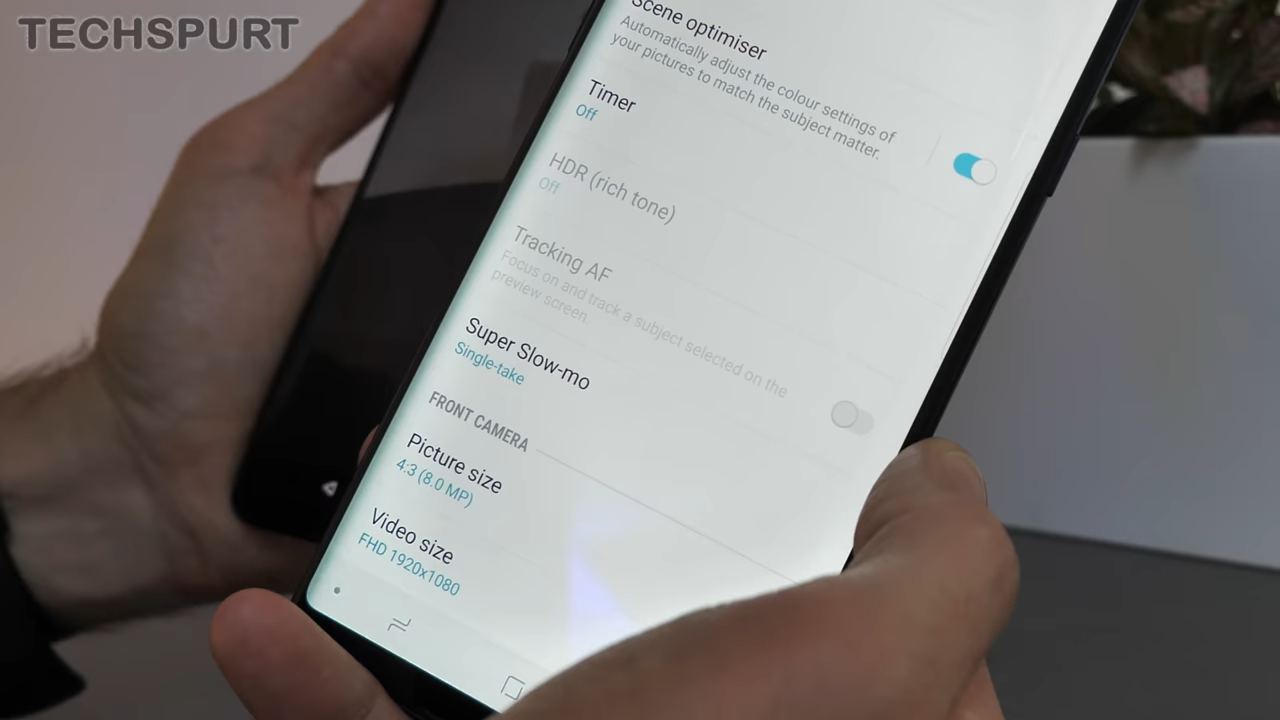 TECHSPURT
Scene optimiser
Automatically adjust the colour settings of
your pictures to match the subject matter.
Timer
Off
HDR (rich tone)
Off
Tracking AF
Focus on and track a subject selected on the
preview screen.
Super Slow-mo
Single-take
FRONT CAMERA
Picture size
4:3 (8.0 MP)
Video size
FHD 1920x1080